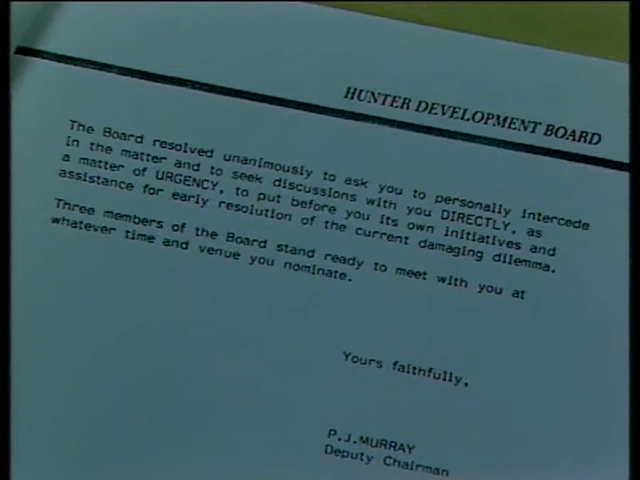 HUNTER DEVELOPMENT BOARD
The Board resolved unanimously to ask you to personally intercede
in the matter and to seek discussions with you DIRECTLY, as
a matter of URGENCY, to put before you its own initiatives and
assistance for early resolution of the current damaging dilemma.
Three members of the Board stand ready to meet with you at
whatever time and venue you nominate.
Yours faithfully,
P.J.MURRAY
Deputy Chairman